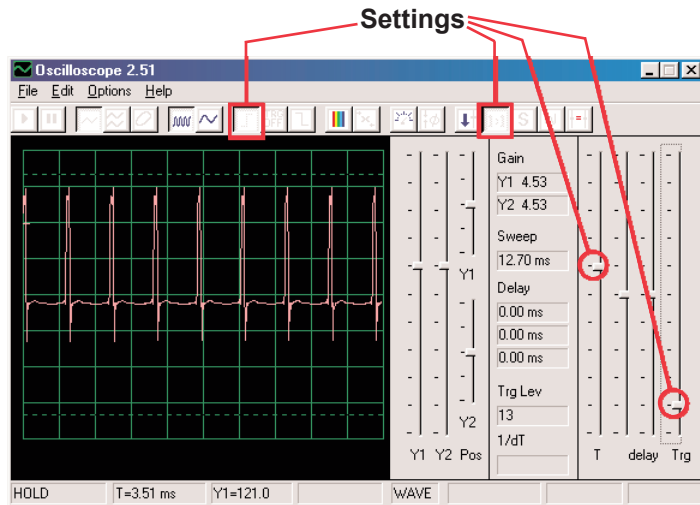 Settings
Oscilloscope 2.51
File Edit Options Help
Gain
Y1 4.53
Y2 4.53
Sweep
12.70 ms
Delay
0.00 ms
0.00 ms
0.00 ms
Trg Lev
13
1/dT
Y1
Y2
Y1 Y2 Pos
T delay Trg
HOLD T=3.51 ms Y1=121.0 WAVE